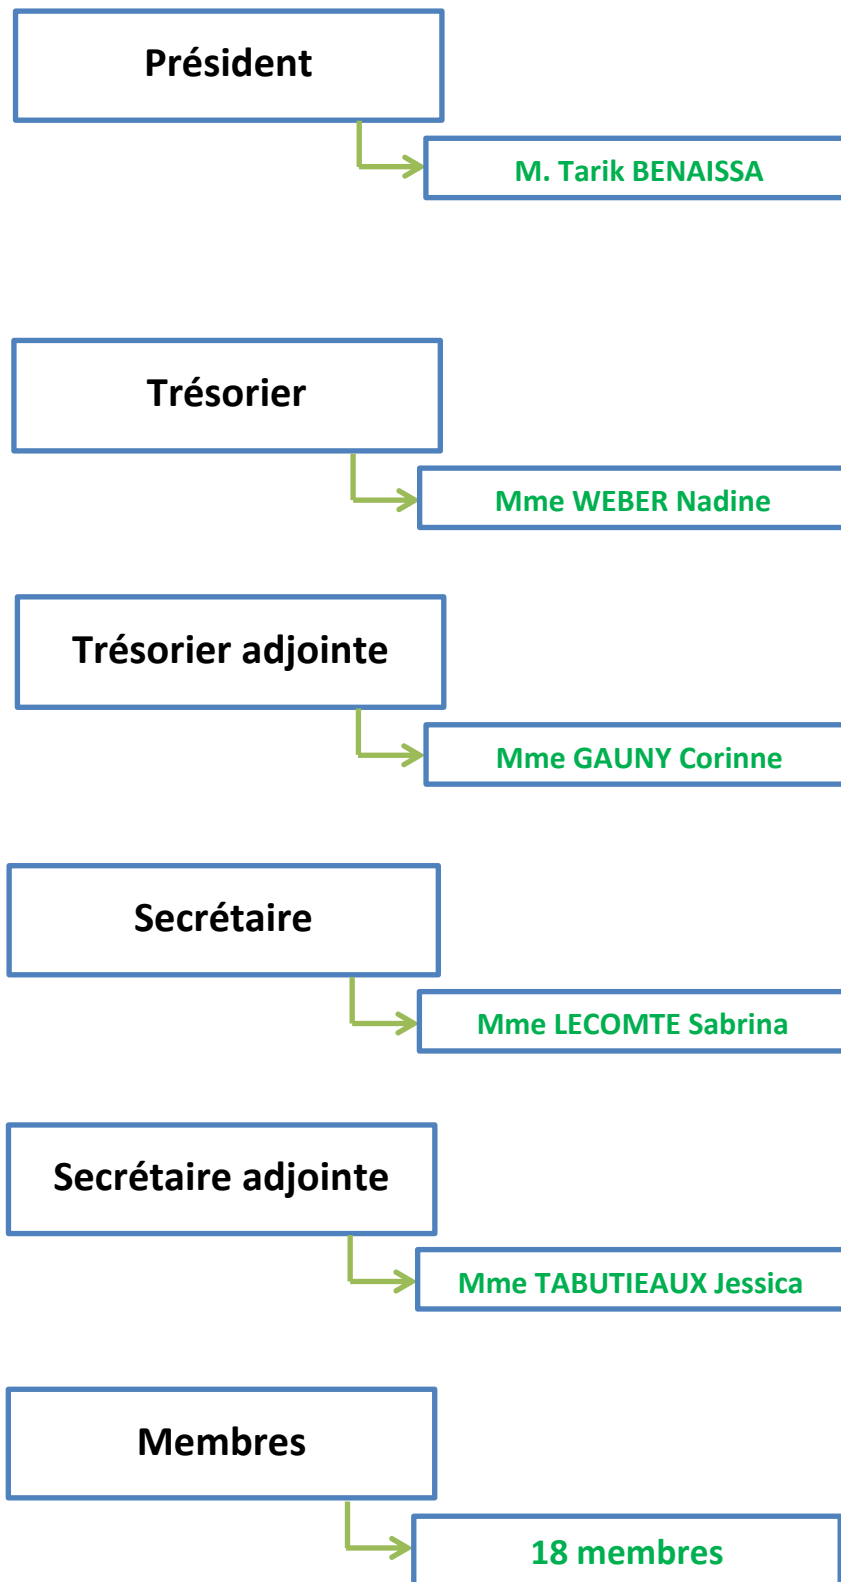 Président
M. Tarik BENAISSA
Trésorier
Mme WEBER Nadine
Trésorier adjointe
Mme GAUNY Corinne
Secrétaire
Mme LECOMTE Sabrina
Secrétaire adjointe
Mme TABUTIEAUX Jessica
Membres
18 membres